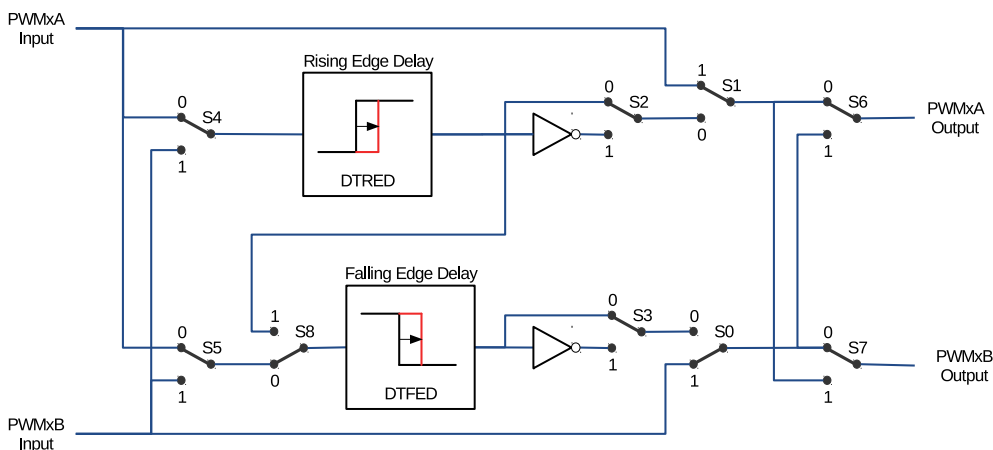 PWMxA
Input
Rising Edge Delay
1
S1
0
S4
0
S2
0
S6
PWMxA
Output
1
DTRED
1
0
1
Falling Edge Delay
1
0
S3
0
0
S5
S8
S0
0
S7
PWMxB
Output
1
0
DTFED
1
1
1
PWMxB
Input